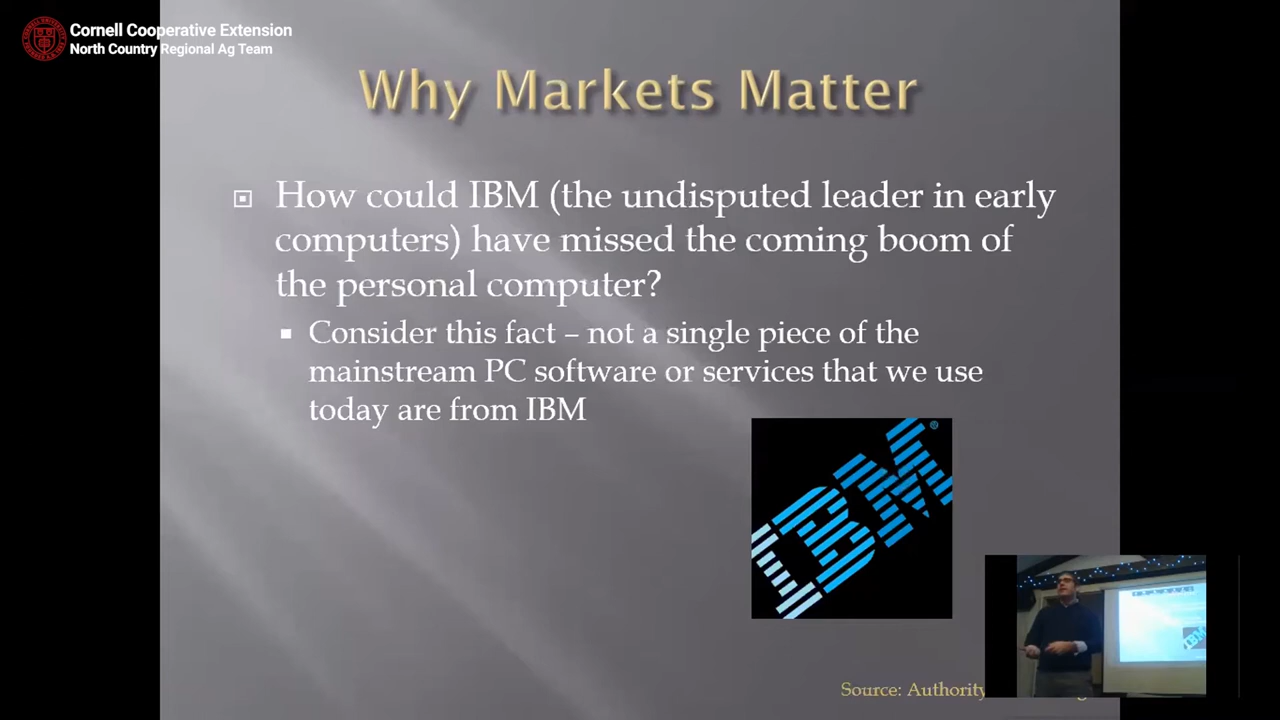 Cornell Cooperative Extension
North Country Regional Ag Team
Why Markets Matter
How could IBM (the undisputed leader in early
computers) have missed the coming boom of
the personal computer?
Consider this fact – not a single piece of the
mainstream PC software or services that we use
today are from IBM
IBM
®
Source: Authority
IBM